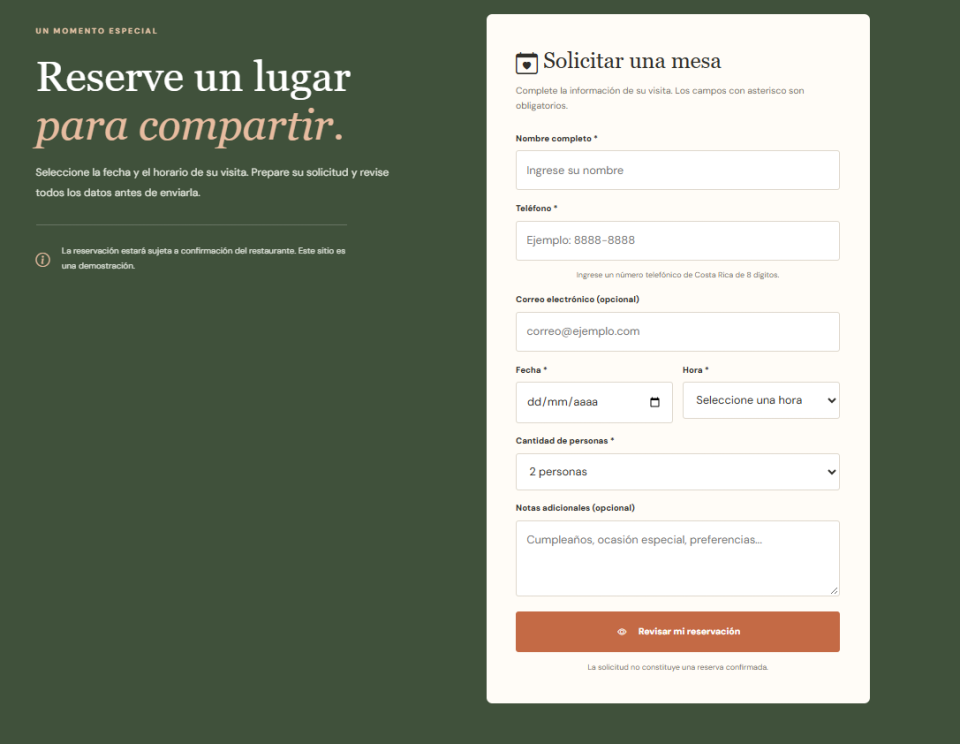 UN MOMENTO ESPECIAL
Reserve un lugar
para compartir.
Seleccione la fecha y el horario de su visita. Prepare su solicitud y revise
todos los datos antes de enviarla.
La reservación estará sujeta a confirmación del restaurante. Este sitio es
una demostración.
Solicitar una mesa
Complete la información de su visita. Los campos con asterisco son
obligatorios.
Nombre completo *
Ingrese su nombre
Teléfono *
Ejemplo: 8888-8888
Ingrese un número telefónico de Costa Rica de 8 dígitos.
Correo electrónico (opcional)
correo@ejemplo.com
Fecha *
Hora *
dd/mm/aaaa
Seleccione una hora
Cantidad de personas *
2 personas
Notas adicionales (opcional)
Cumpleaños, ocasión especial, preferencias...
Revisar mi reservación
La solicitud no constituye una reserva confirmada.